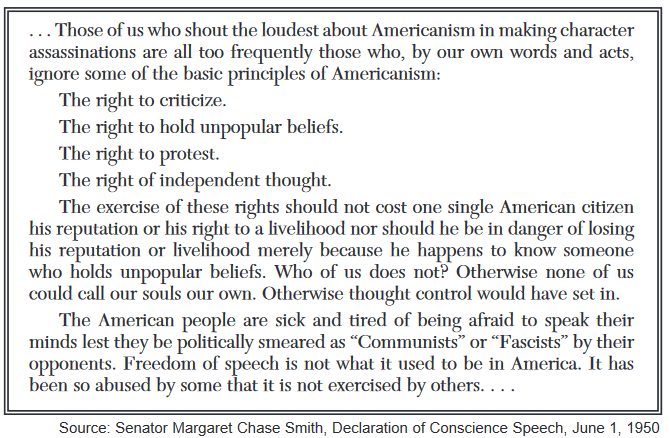 . . . Those of us who shout the loudest about Americanism in making character
assassinations are all too frequently those who, by our own words and acts,
ignore some of the basic principles of Americanism:
The right to criticize.
The right to hold unpopular beliefs.
The right to protest.
The right of independent thought.
The exercise of these rights should not cost one single American citizen
his reputation or his right to a livelihood nor should he be in danger of losing
his reputation or livelihood merely because he happens to know someone
who holds unpopular beliefs. Who of us does not? Otherwise none of us
could call our souls our own. Otherwise thought control would have set in.
The American people are sick and tired of being afraid to speak their
minds lest they be politically smeared as “Communists” or “Fascists” by their
opponents. Freedom of speech is not what it used to be in America. It has
been so abused by some that it is not exercised by others. . . .
Source: Senator Margaret Chase Smith, Declaration of Conscience Speech, June 1, 1950